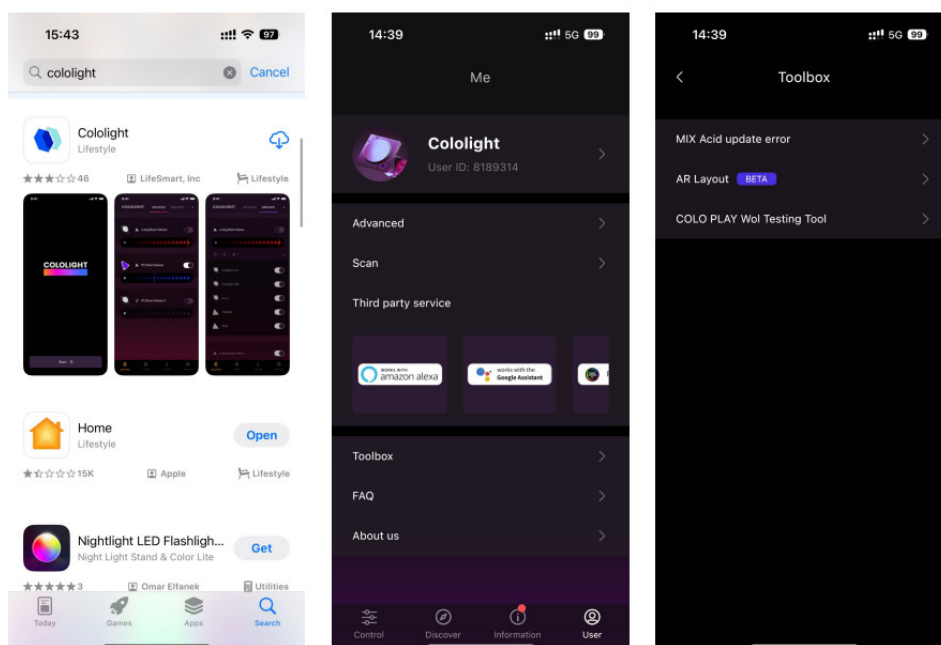 15:43
97
cololight
Cancel
Cololight
Lifestyle
46
LifeSmart, Inc
Lifestyle
COLOLIGHT
COLOLIGHT
COLOLIGHT
Home
Lifestyle
Open
15K
Apple
Lifestyle
Nightlight LED Flashligh...
Night Light Stand & Color Lite
Get
3
Omar Elfanek
Utilities
Today
Games
Apps
Search
14:39
5G 99
Me
Cololight
User ID: 8189314
Advanced
Scan
Third party service
WORKS WITH
amazon alexa
works with the
Google Assistant
Toolbox
FAQ
About us
Control
Discover
Information
User
14:39
5G 99
Toolbox
MIX Acid update error
AR Layout BETA
COLO PLAY Wol Testing Tool